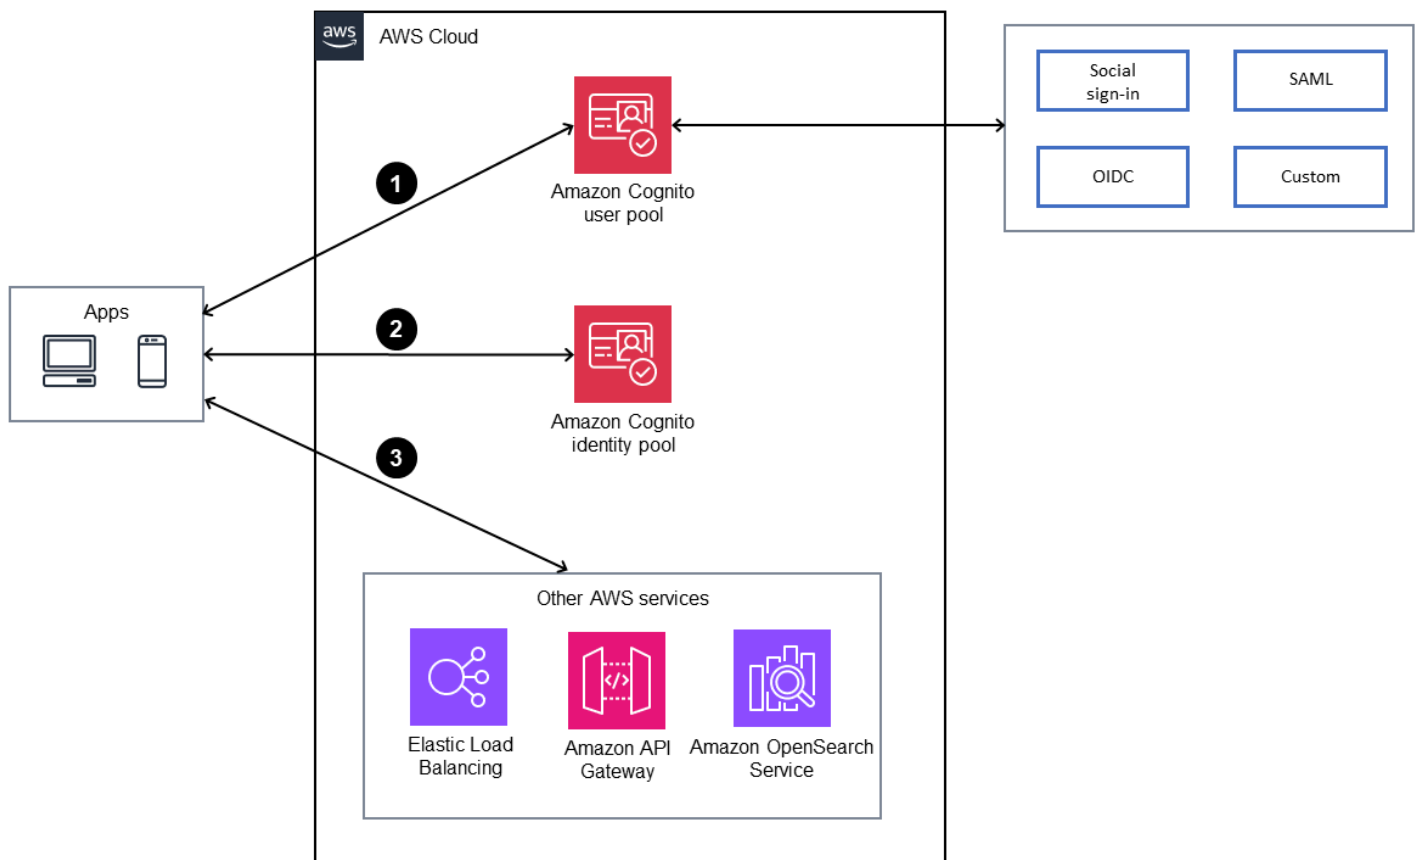 aws
AWS Cloud
Social
sign-in
SAML
OIDC
Custom
Amazon Cognito
user pool
1
Apps
2
Amazon Cognito
identity pool
3
Other AWS services
</>
Elastic Load
Balancing
Amazon API
Gateway
Amazon OpenSearch
Service